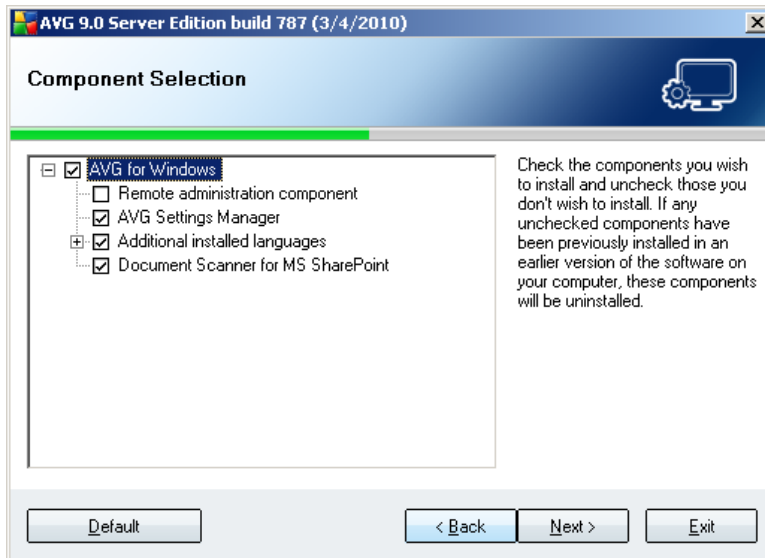 AVG 9.0 Server Edition build 787 (3/4/2010)
Component Selection
AVG for Windows
Remote administration component
AVG Settings Manager
Additional installed languages
Document Scanner for MS SharePoint
Check the components you wish
to install and uncheck those you
don't wish to install. If any
unchecked components have
been previously installed in an
earlier version of the software on
your computer, these components
will be uninstalled.
Default
< Back
Next >
Exit